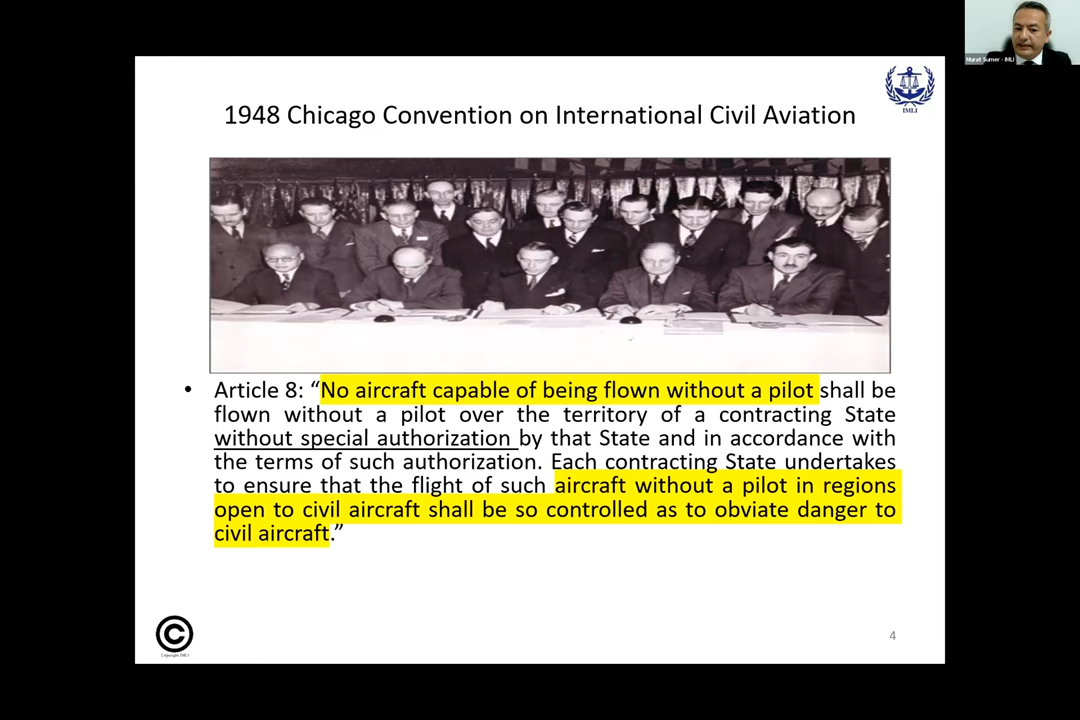 Murat Sumer - IMLI
IMLI
1948 Chicago Convention on International Civil Aviation
• Article 8: “No aircraft capable of being flown without a pilot shall be
flown without a pilot over the territory of a contracting State
without special authorization by that State and in accordance with
the terms of such authorization. Each contracting State undertakes
to ensure that the flight of such aircraft without a pilot in regions
open to civil aircraft shall be so controlled as to obviate danger to
civil aircraft.”
©
Copyright IMLI
4